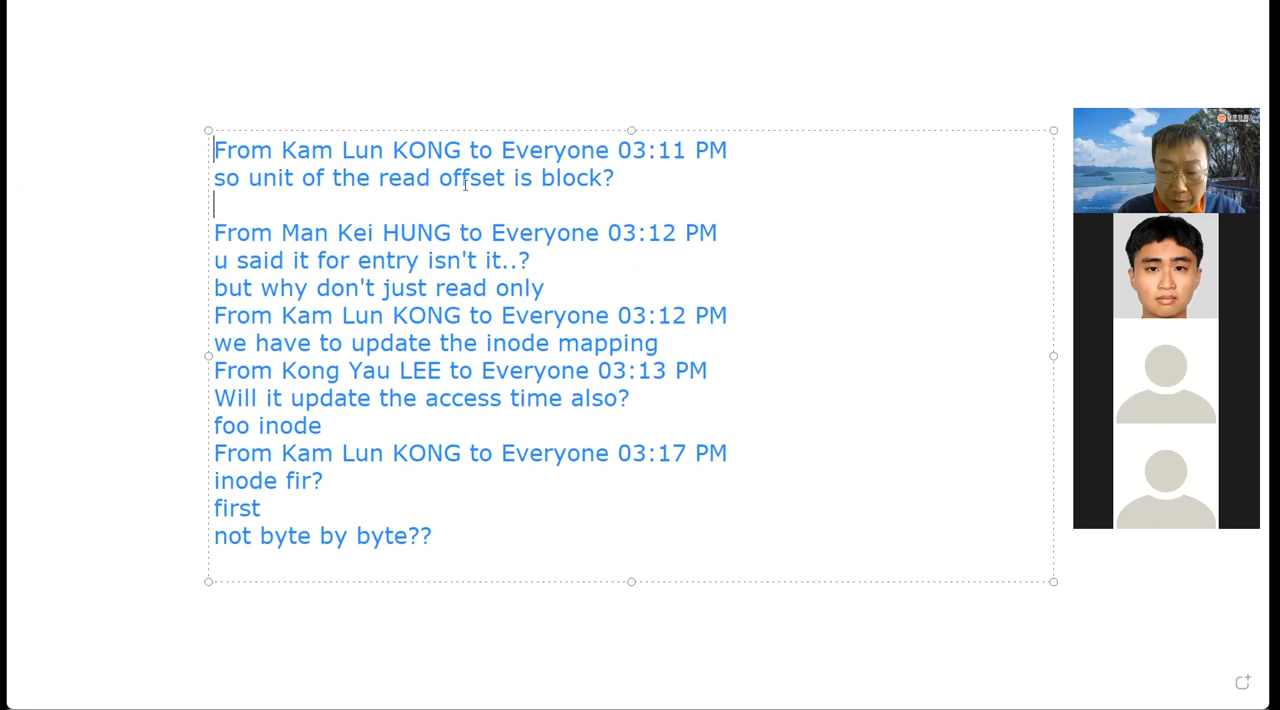 From Kam Lun KONG to Everyone 03:11 PM
so unit of the read offset is block?
From Man Kei HUNG to Everyone 03:12 PM
u said it for entry isn't it..?
but why don't just read only
From Kam Lun KONG to Everyone 03:12 PM
we have to update the inode mapping
From Kong Yau LEE to Everyone 03:13 PM
Will it update the access time also?
foo inode
From Kam Lun KONG to Everyone 03:17 PM
inode fir?
first
not byte by byte??